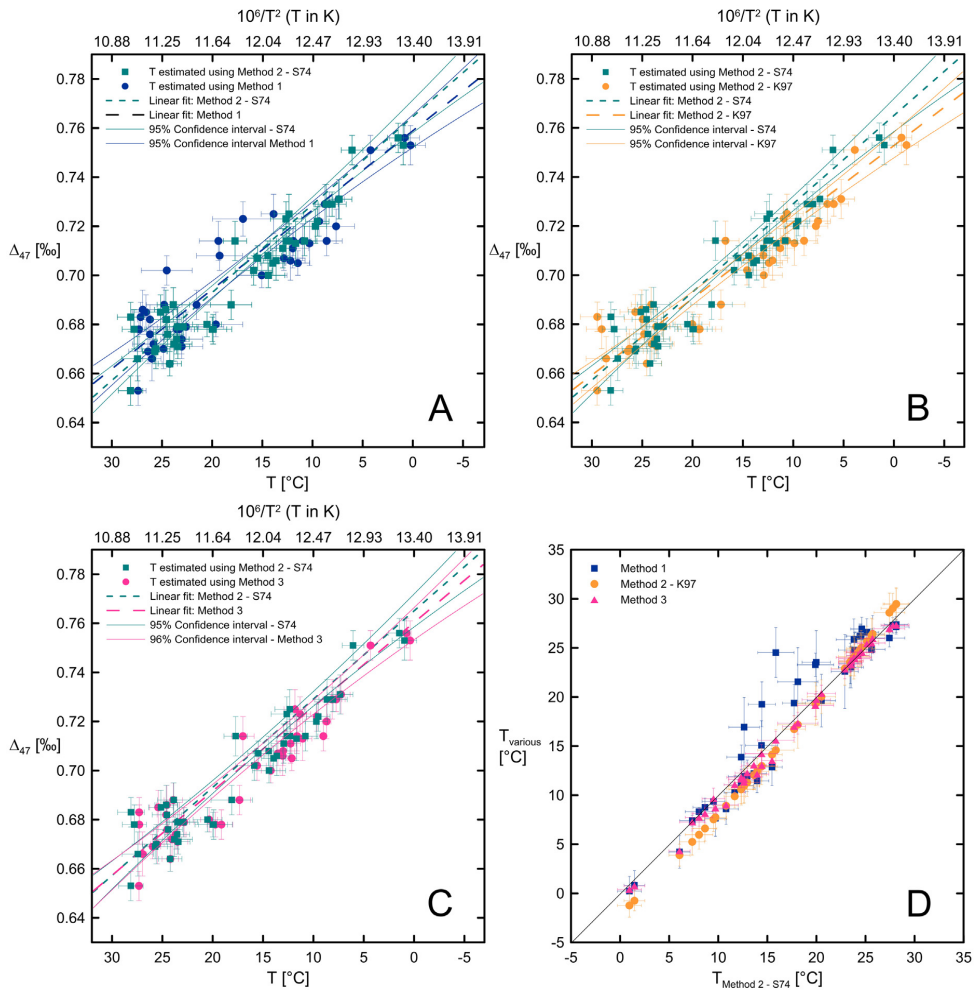 10⁶/T² (T in K)
10.88 11.25 11.64 12.04 12.47 12.93 13.40 13.91
0.78
0.76
0.74
0.72
Δ₄₇ [‰]
0.70
0.68
0.66
0.64
T estimated using Method 2 - S74
T estimated using Method 1
Linear fit: Method 2 - S74
Linear fit: Method 1
95% Confidence interval - S74
95% Confidence interval Method 1
A
30 25 20 15 10 5 0 -5
T [°C]
10⁶/T² (T in K)
10.88 11.25 11.64 12.04 12.47 12.93 13.40 13.91
0.78
0.76
0.74
0.72
Δ₄₇ [‰]
0.70
0.68
0.66
0.64
T estimated using Method 2 - S74
T estimated using Method 2 - K97
Linear fit: Method 2 - S74
Linear fit: Method 2 - K97
95% Confidence interval - S74
95% Confidence interval - K97
B
30 25 20 15 10 5 0 -5
T [°C]
10⁶/T² (T in K)
10.88 11.25 11.64 12.04 12.47 12.93 13.40 13.91
0.78
0.76
0.74
0.72
Δ₄₇ [‰]
0.70
0.68
0.66
0.64
T estimated using Method 2 - S74
T estimated using Method 3
Linear fit: Method 2 - S74
Linear fit: Method 3
95% Confidence interval - S74
96% Confidence interval - Method 3
C
30 25 20 15 10 5 0 -5
T [°C]
35
30
25
20
T various
[°C]
15
10
5
0
-5
Method 1
Method 2 - K97
Method 3
D
-5 0 5 10 15 20 25 30 35
T Method 2 - S74 [°C]